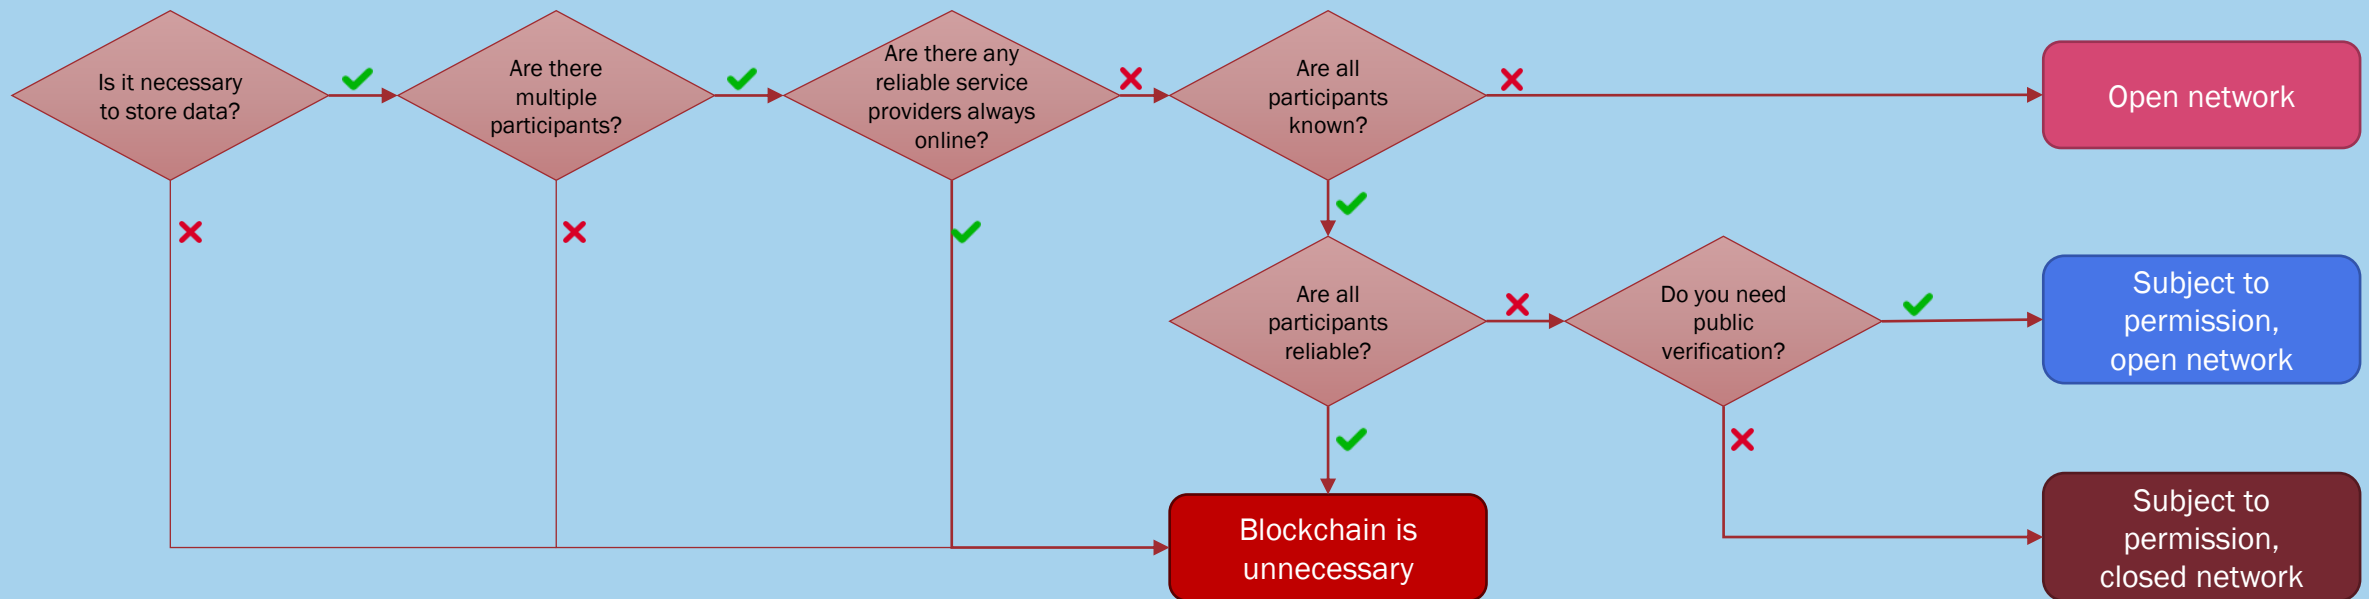 Is it necessary
to store data?
Are there
multiple
participants?
Are there any
reliable service
providers always
online?
Are all
participants
known?
Open network
Are all
participants
reliable?
Do you need
public
verification?
Subject to
permission,
open network
Blockchain is
unnecessary
Subject to
permission,
closed network